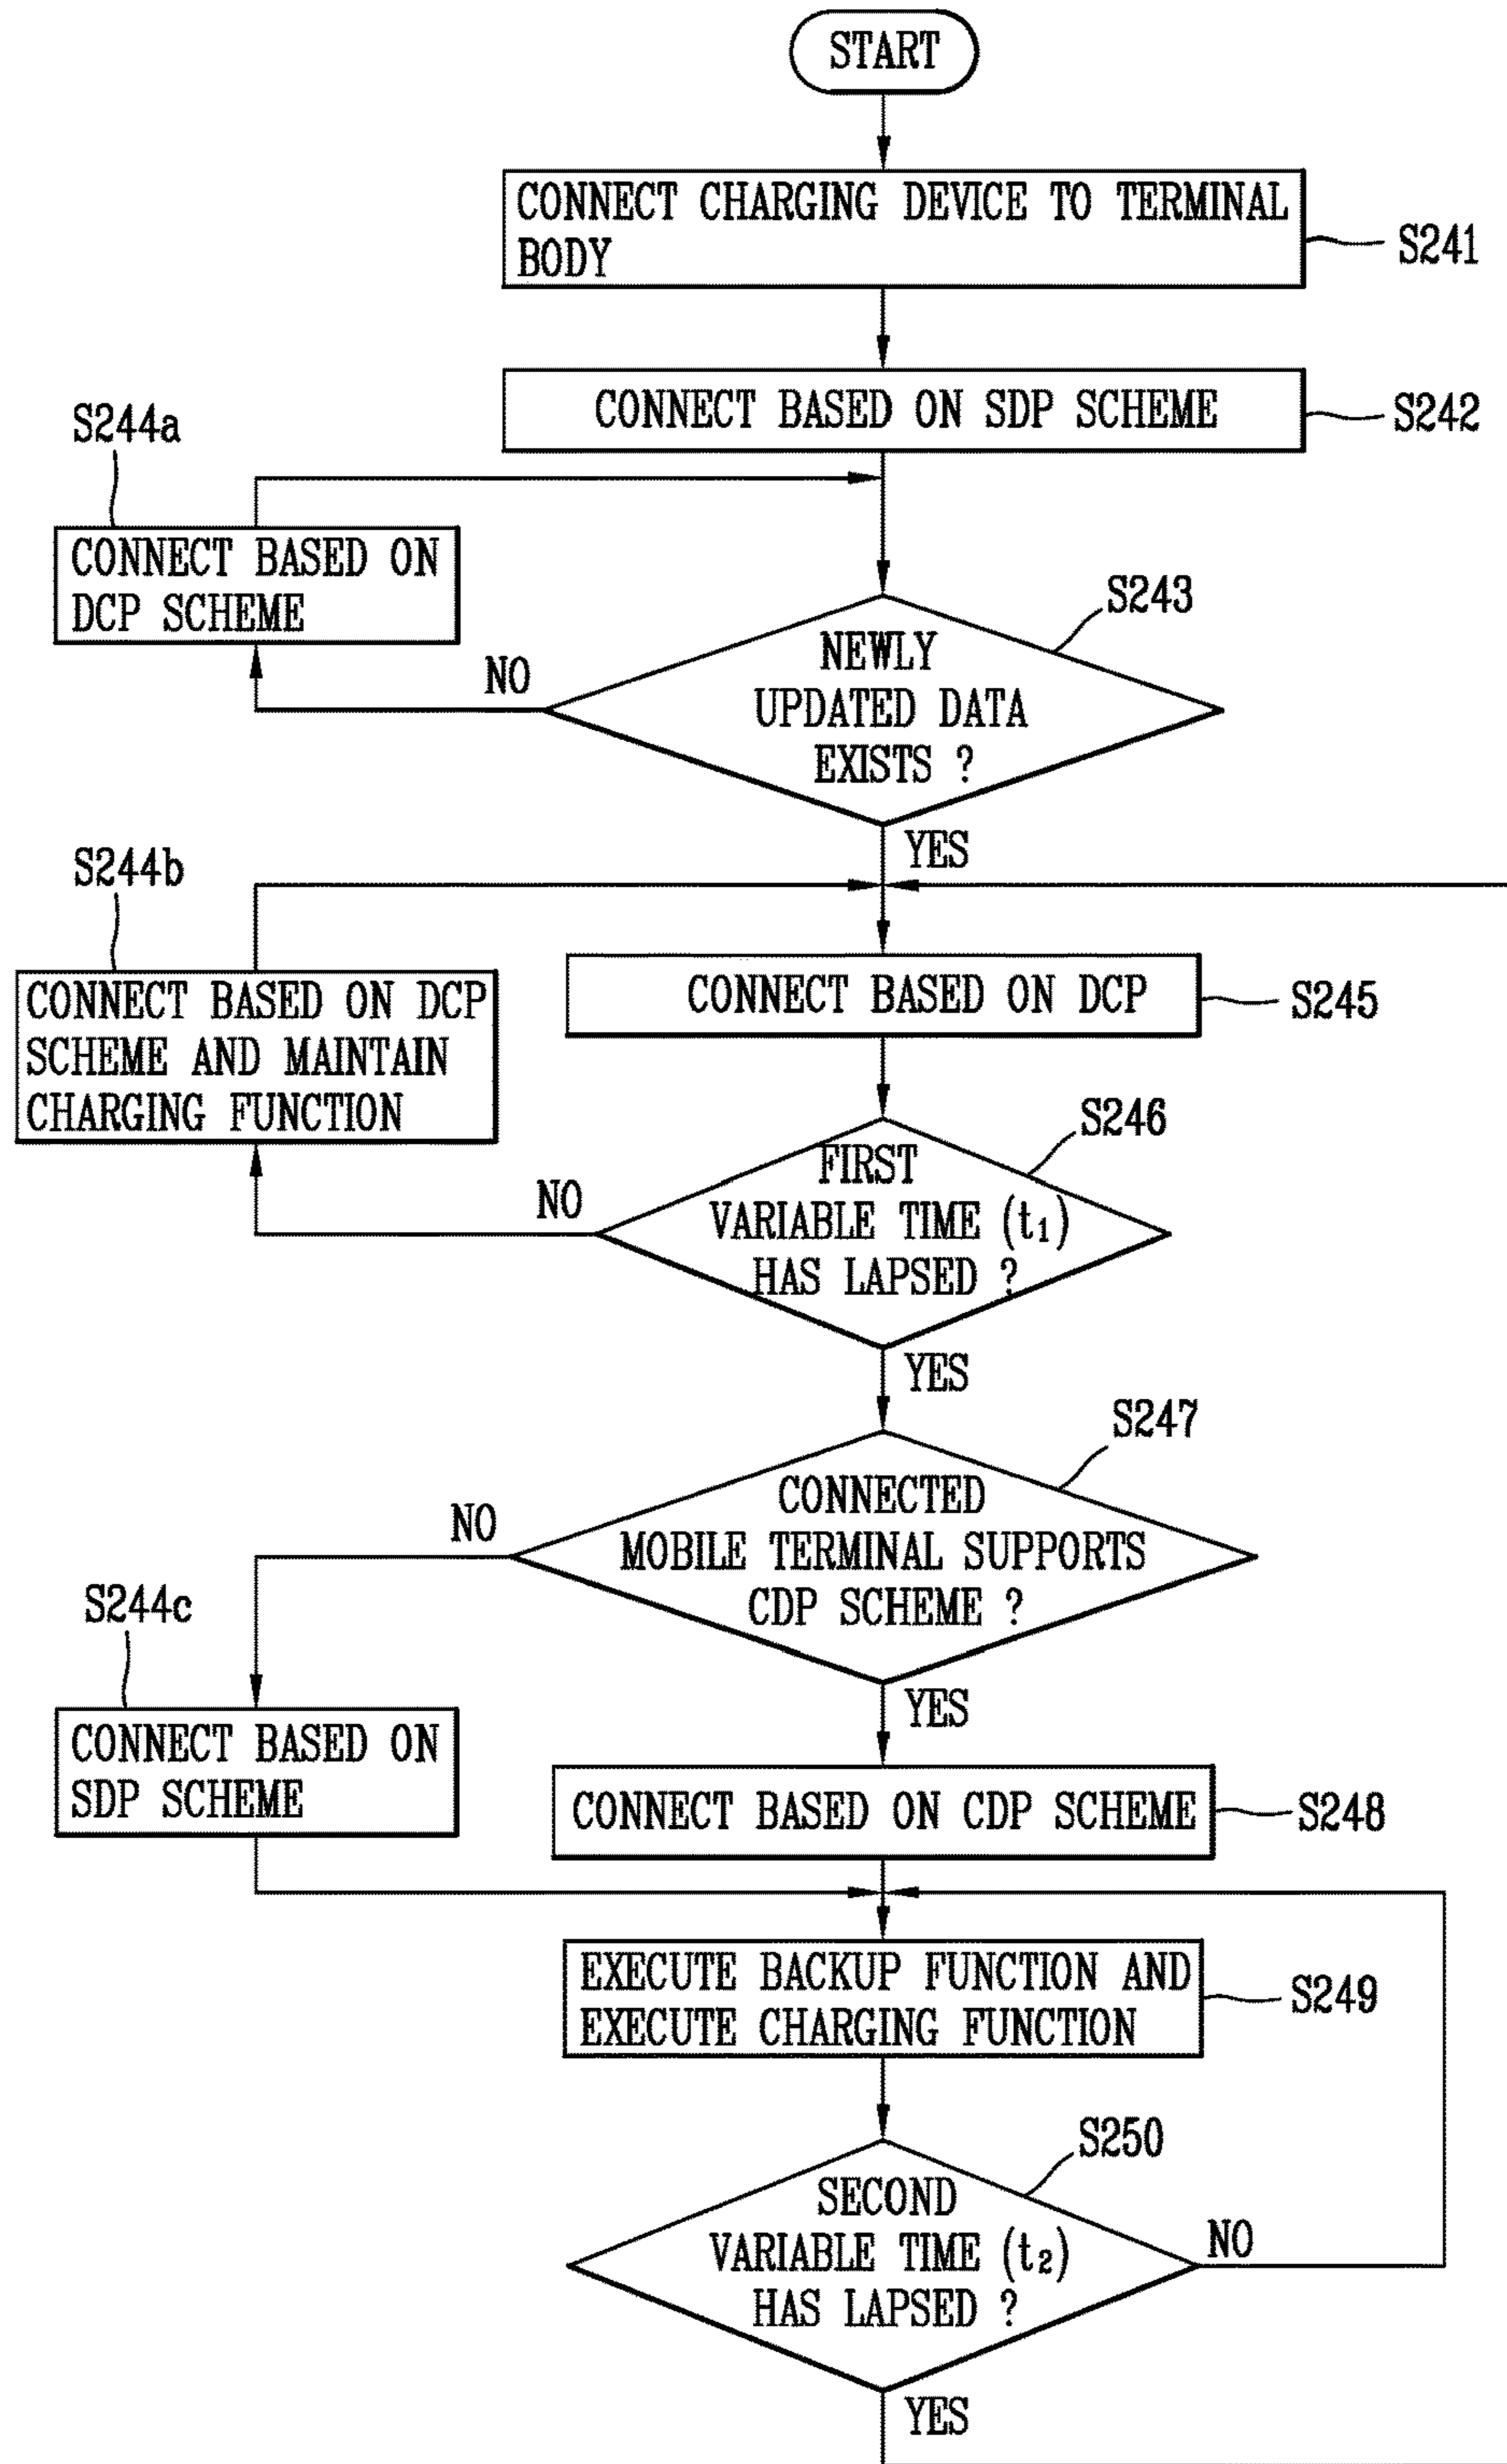 START
CONNECT CHARGING DEVICE TO TERMINAL
BODY
S241
CONNECT BASED ON SDP SCHEME
S242
S244a
CONNECT BASED ON
DCP SCHEME
S243
NEWLY
UPDATED DATA
EXISTS ?
NO
YES
S244b
CONNECT BASED ON DCP
SCHEME AND MAINTAIN
CHARGING FUNCTION
CONNECT BASED ON DCP
S245
S246
FIRST
VARIABLE TIME (t₁)
HAS LAPSED ?
NO
YES
S247
CONNECTED
MOBILE TERMINAL SUPPORTS
CDP SCHEME ?
NO
YES
S244c
CONNECT BASED ON
SDP SCHEME
CONNECT BASED ON CDP SCHEME
S248
EXECUTE BACKUP FUNCTION AND
EXECUTE CHARGING FUNCTION
S249
S250
SECOND
VARIABLE TIME (t₂)
HAS LAPSED ?
NO
YES